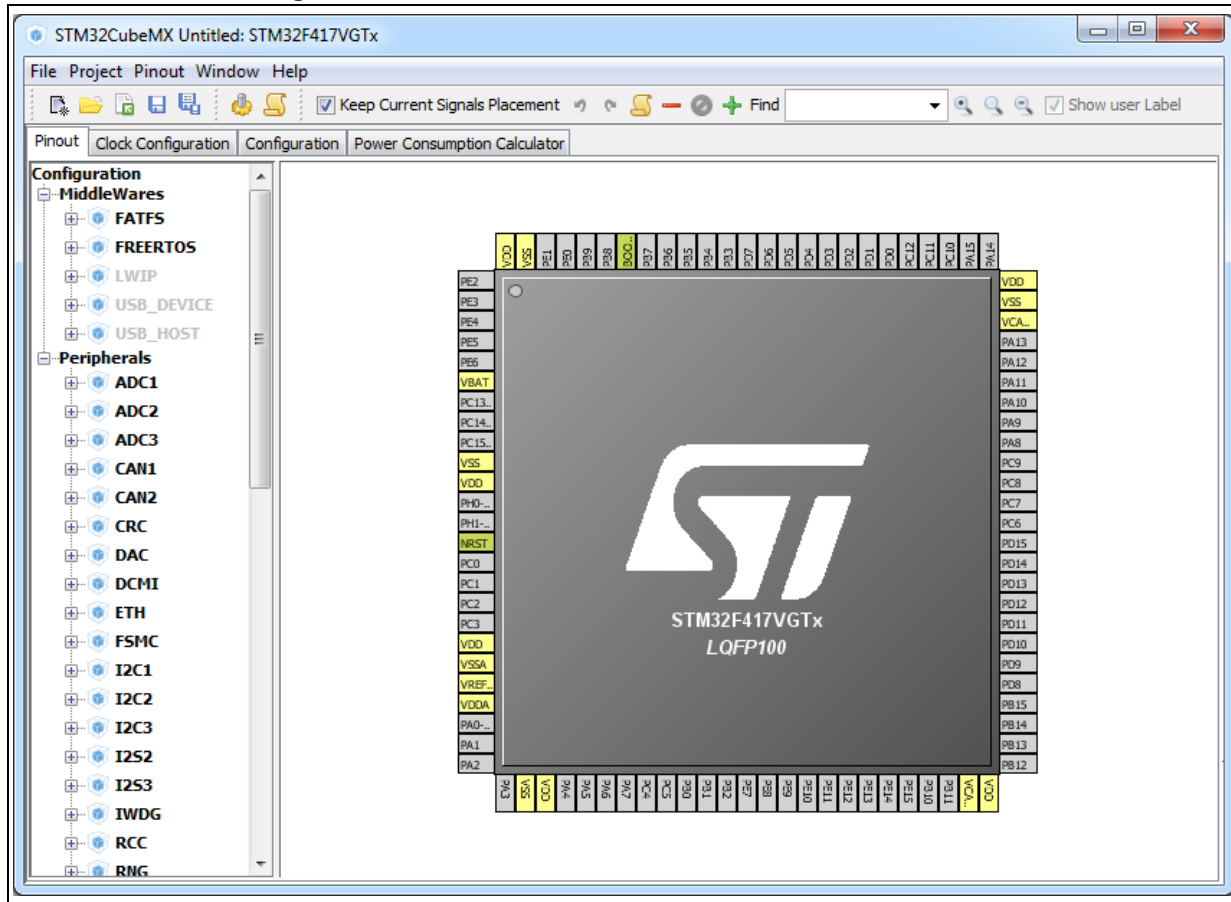 STM32CubeMX Untitled: STM32F417VGTx
File Project Pinout Window Help
Keep Current Signals Placement Find Show user Label
Pinout Clock Configuration Configuration Power Consumption Calculator
Configuration
MiddleWares
FATFS
FREERTOS
LWIP
USB_DEVICE
USB_HOST
Peripherals
ADC1
ADC2
ADC3
CAN1
CAN2
CRC
DAC
DCMI
ETH
FSMC
I2C1
I2C2
I2C3
I2S2
I2S3
IWDG
RCC
RNG
VDD VSS PE1 PE0 PB9 PB8 BOO.. PB7 PB6 PB5 PB4 PB3 PD7 PD6 PD5 PD4 PD3 PD2 PD1 PD0 PC12 PC11 PC10 PA15 PA14
PE2
PE3
PE4
PE5
PE6
VBAT
PC13..
PC14..
PC15..
VSS
VDD
PH0-..
PH1-..
NRST
PC0
PC1
PC2
PC3
VDD
VSSA
VREF..
VDDA
PA0-..
PA1
PA2
STM32F417VGTx
LQFP100
VDD
VSS
VCA..
PA13
PA12
PA11
PA10
PA9
PA8
PC9
PC8
PC7
PC6
PD15
PD14
PD13
PD12
PD11
PD10
PD9
PD8
PB15
PB14
PB13
PB12
PA3 VSS VDD PA4 PA5 PA6 PA7 PC4 PC5 PB0 PB1 PB2 PE7 PE8 PE9 PE10 PE11 PE12 PE13 PE14 PE15 PB10 PB11 VCA.. VDD